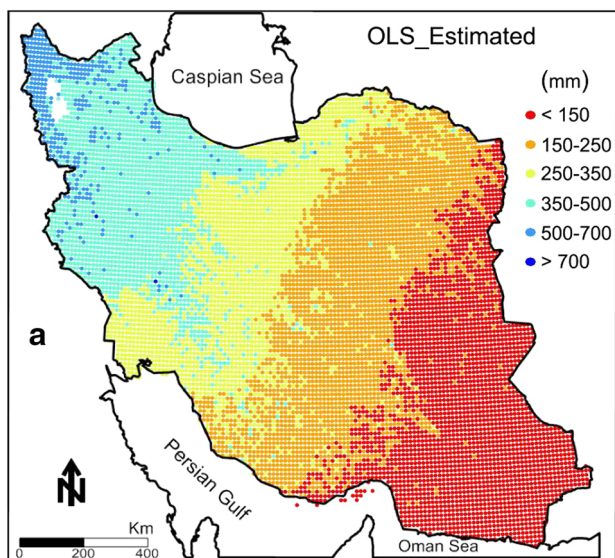 OLS_Estimated
Caspian Sea
(mm)
< 150
150-250
250-350
350-500
500-700
> 700
a
Persian Gulf
N
Km
0 200 400
Oman Sea